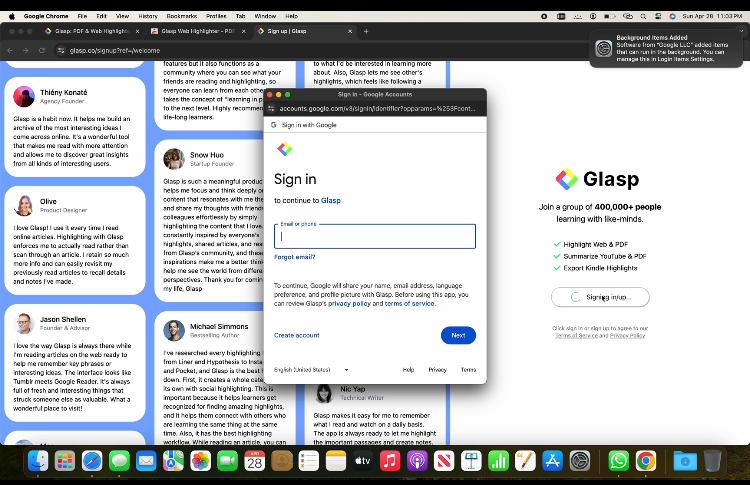 Google Chrome File Edit View History Bookmarks Profiles Tab Window Help
Sun Apr 28 11:03 PM
Glasp: PDF & Web Highlight
Glasp Web Highlighter - PDF
Sign up | Glasp
glasp.co/signup?ref=/welcome
Background Items Added
Software from "Google LLC" added items
that can run in the background. You can
manage this in Login Items Settings.
Thiény Konaté
Agency Founder
Glasp is a habit now. It helps me build an
archive of the most interesting ideas I
come across online. It's a wonderful tool
that makes me read with more attention
and allows me to discover great insights
from all kinds of interesting users.
Olive
Product Designer
I love Glasp! I use it every time I read
online articles. Highlighting with Glasp
enforces me to actually read rather than
scan through an article. I retain so much
more info and can easily revisit my
previously read articles to recall details
and notes I've made.
Jason Shellen
Founder & Advisor
I love the way Glasp is always there while
I'm reading articles on the web ready to
help me remember key phrases or
interesting ideas. The interface looks like
Tumblr meets Google Reader. It's always
full of fresh and interesting things that
struck someone else as valuable. What a
wonderful place to visit!
features but it also functions as a
community where you can see what your
friends are reading and highlighting, so
everyone can learn from each other
takes the concept of "learning in
to the next level. Highly recommen
life-long learners.
Snow Huo
Startup Founder
Glasp is such a meaningful produc
helps me focus and think deeply on
content that resonates with me the
and share my thoughts with friends
colleagues effortlessly by simply
highlighting the content that I love.
constantly inspired by everyone's
highlights, shared articles, and rea
from Glasp's community, and these
inspirations make me a better thin
help me see the world from differe
perspectives. Thank you for coming
my life, Glasp
Michael Simmons
Bestselling Author
I've researched every highlighting
from Liner and Hypothesis to Insta
and Pocket, and Glasp is the best I
down. First, it creates a whole cate
its own with social highlighting. Th
important because it helps learners
recognized for finding amazing highlights,
and it helps them connect with others who
are learning the same thing at the same
time. Also, it has the best highlighting
workflow. While reading an article, you can
to be interested in learning more
about. Also, Glasp let me see other's
highlights, which feels like following a
Nic Yap
Technical Writer
Glasp makes it easy for me to remember
what I read and watch on a daily basis.
The app is always ready to let me highlight
the important passages and create notes.
Sign in – Google Accounts
accounts.google.com/v3/signin/identifier?opparams=%253Fcont...
Sign in with Google
Sign in
to continue to Glasp
Email or phone
Forgot email?
To continue, Google will share your name, email address, language
preference, and profile picture with Glasp. Before using this app, you
can review Glasp's privacy policy and terms of service.
Create account
Next
English (United States)
Help Privacy Terms
Glasp
Join a group of 400,000+ people
learning with like-minds.
Highlight Web & PDF
Summarize YouTube & PDF
Export Kindle Highlights
Signing in/up...
Click sign in or sign up to agree to our
Terms of Service and Privacy Policy
APR
28
tv